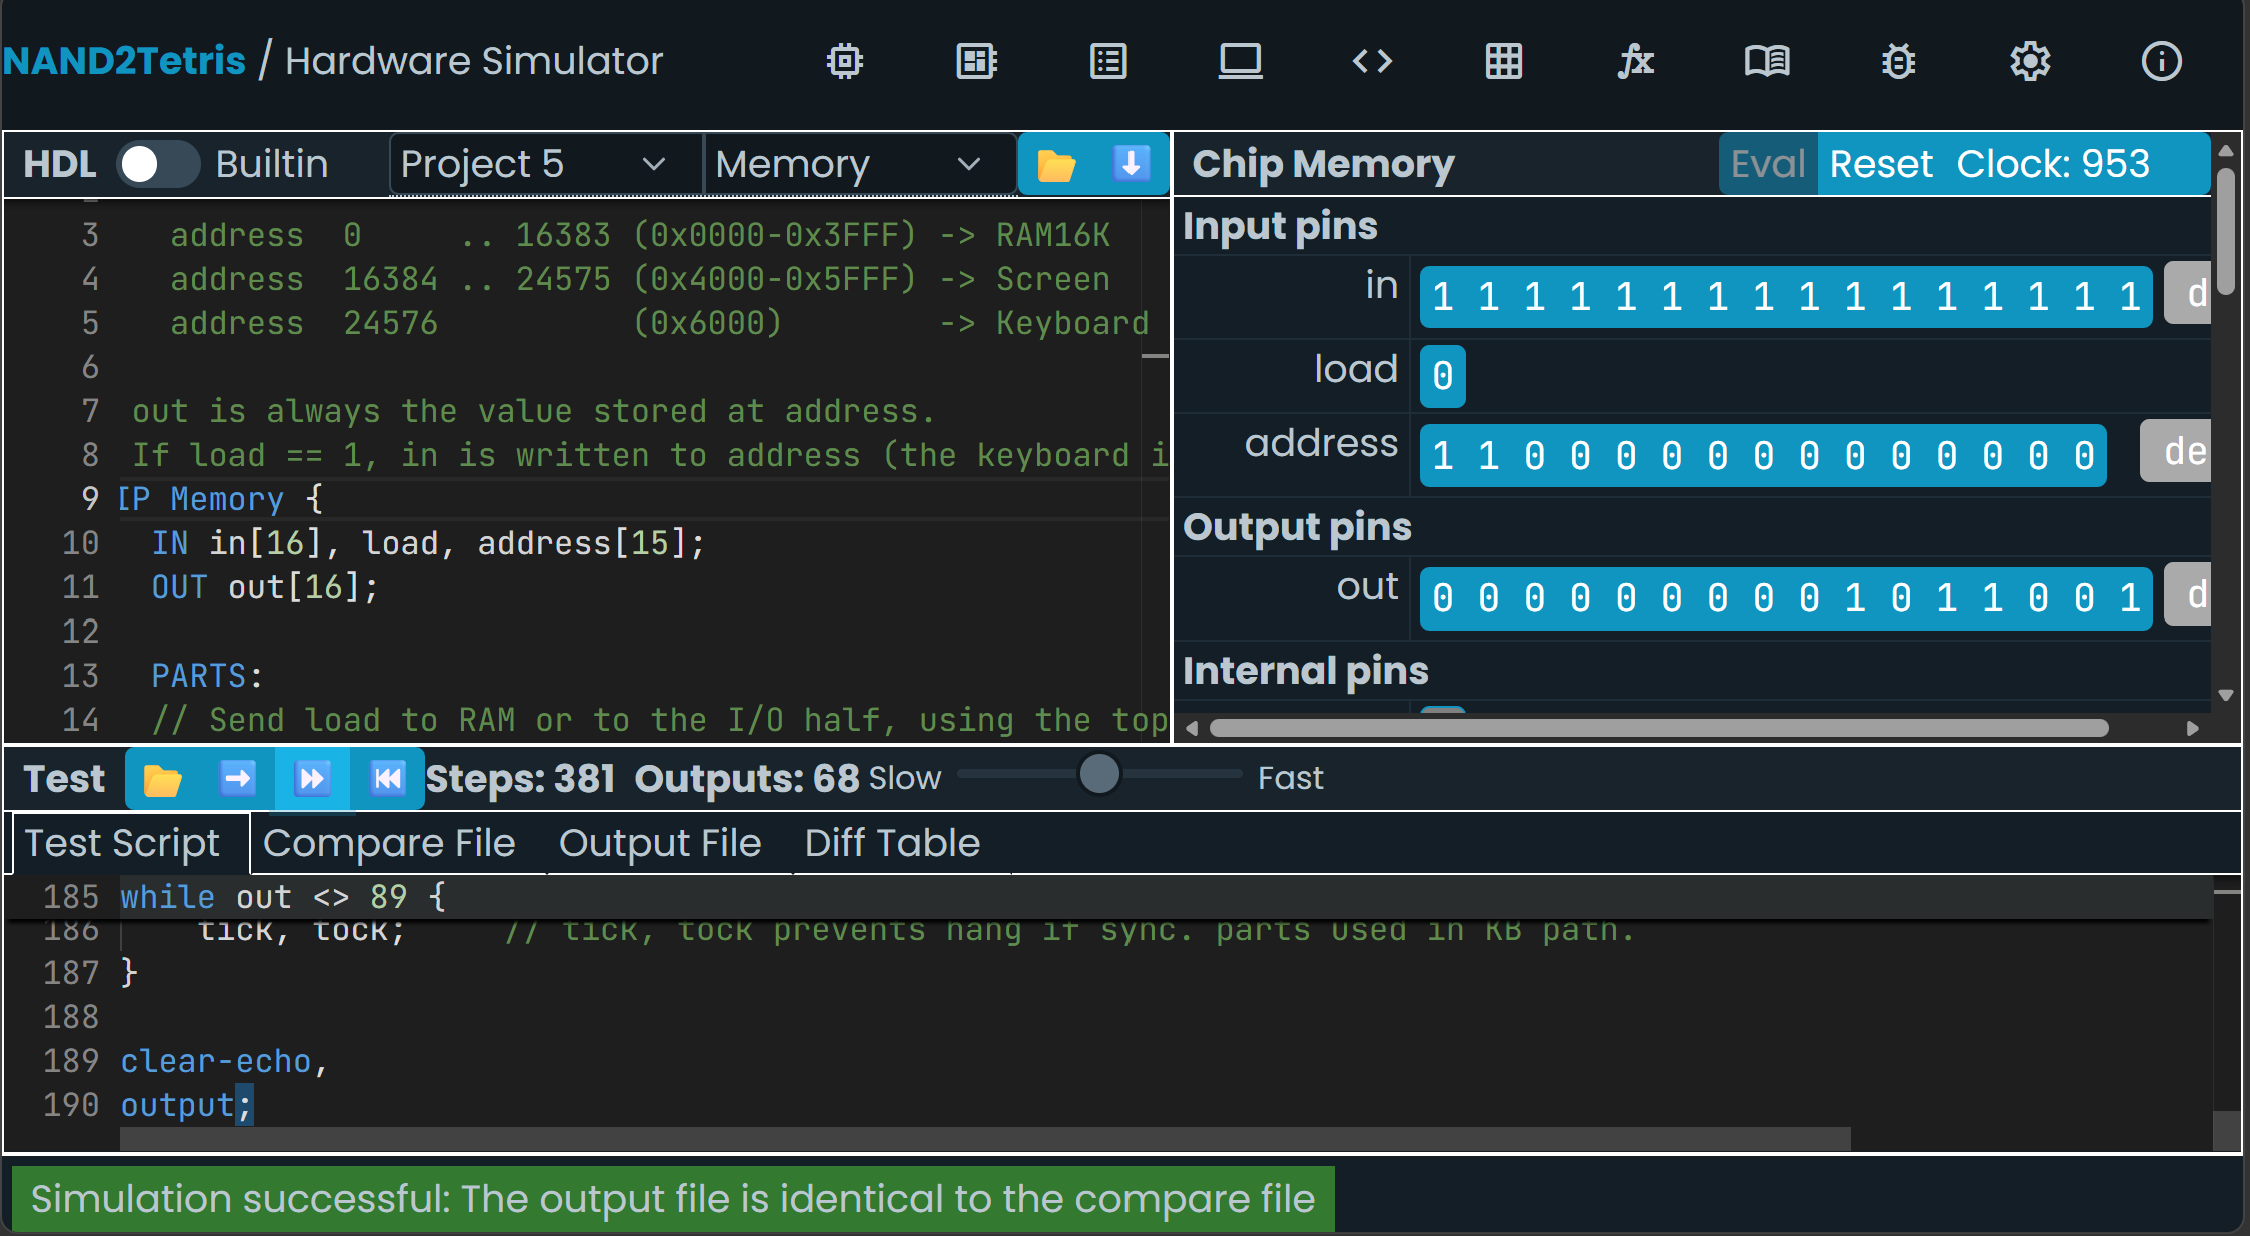 NAND2Tetris / Hardware Simulator
HDL Builtin Project 5 Memory
3 address 0 .. 16383 (0x0000-0x3FFF) -> RAM16K
4 address 16384 .. 24575 (0x4000-0x5FFF) -> Screen
5 address 24576 (0x6000) -> Keyboard
6
7 out is always the value stored at address.
8 If load == 1, in is written to address (the keyboard i
9 IP Memory {
10 IN in[16], load, address[15];
11 OUT out[16];
12
13 PARTS:
14 // Send load to RAM or to the I/O half, using the top
Chip Memory Eval Reset Clock: 953
Input pins
in 1 1 1 1 1 1 1 1 1 1 1 1 1 1 1 1 d
load 0
address 1 1 0 0 0 0 0 0 0 0 0 0 0 0 0 de
Output pins
out 0 0 0 0 0 0 0 0 0 1 0 1 1 0 0 1 d
Internal pins
Test Steps: 381 Outputs: 68 Slow Fast
Test Script Compare File Output File Diff Table
185 while out <> 89 {
186 tick, tock; // tick, tock prevents hang if sync. parts used in KB path.
187 }
188
189 clear-echo,
190 output;
Simulation successful: The output file is identical to the compare file